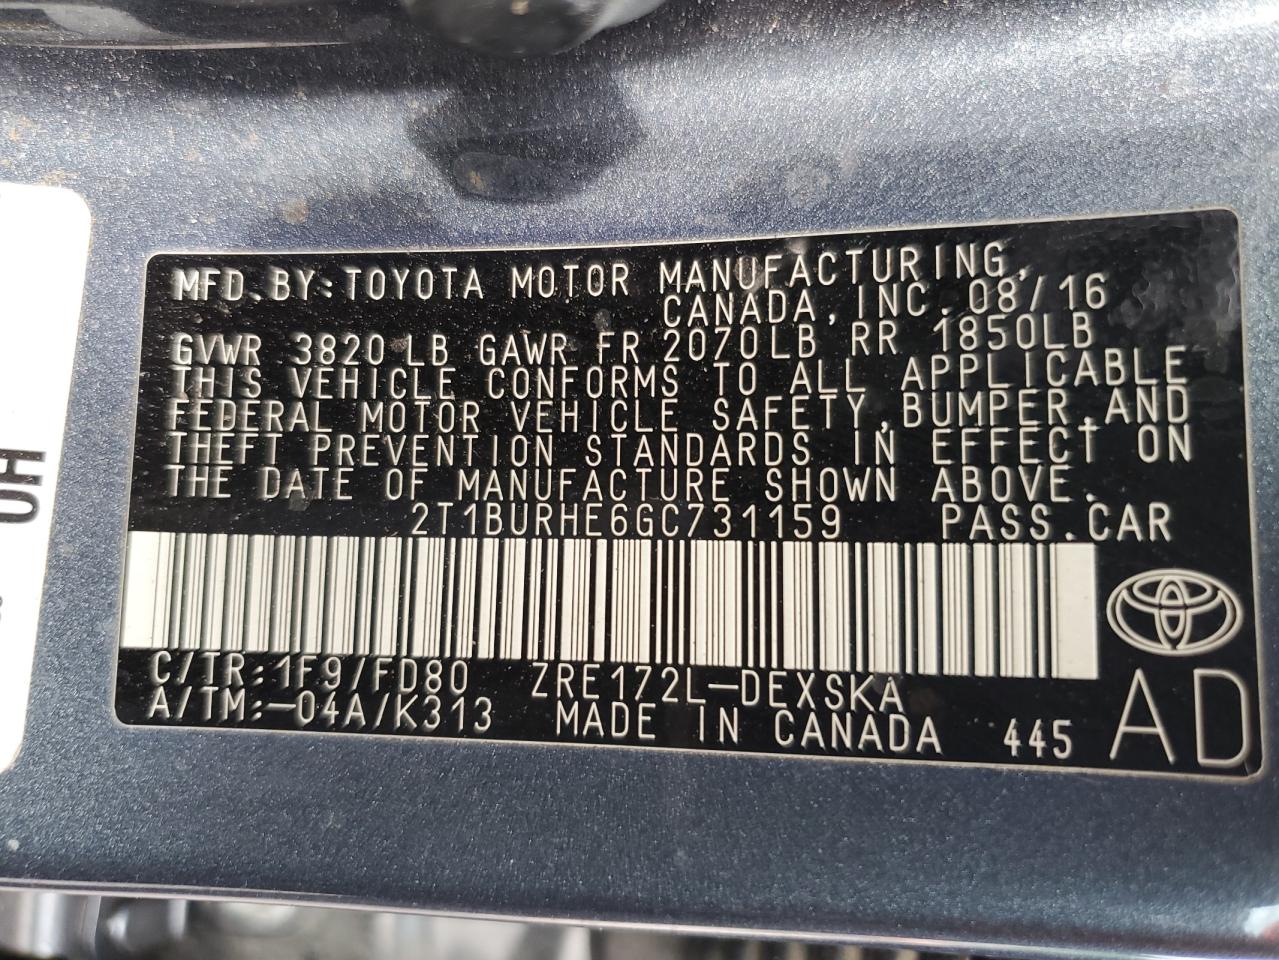 MFD.BY:TOYOTA MOTOR MANUFACTURING,
CANADA,INC.08/16
GVWR 3820 LB GAWR FR 2070LB RR 1850LB
THIS VEHICLE CONFORMS TO ALL APPLICABLE
FEDERAL MOTOR VEHICLE SAFETY,BUMPER,AND
THEFT PREVENTION STANDARDS IN EFFECT ON
THE DATE OF MANUFACTURE SHOWN ABOVE.
2T1BURHE6GC731159 PASS.CAR
C/TR:1F9/FD80 ZRE172L-DEXSKA
A/TM:-04A/K313 MADE IN CANADA 445 AD